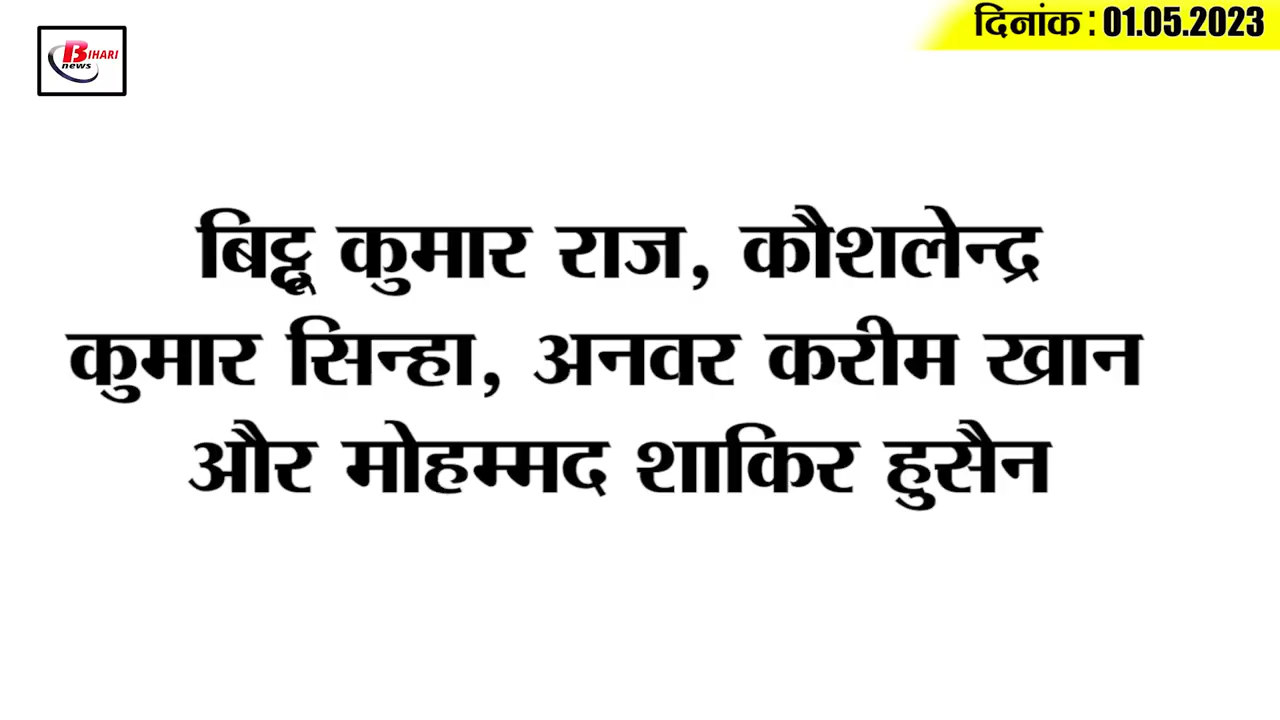 BIHARI
news
दिनांक : 01.05.2023
बिट्टू कुमार राज, कौशलेन्द्र
कुमार सिन्हा, अनवर करीम खान
और मोहम्मद शाकिर हुसैन